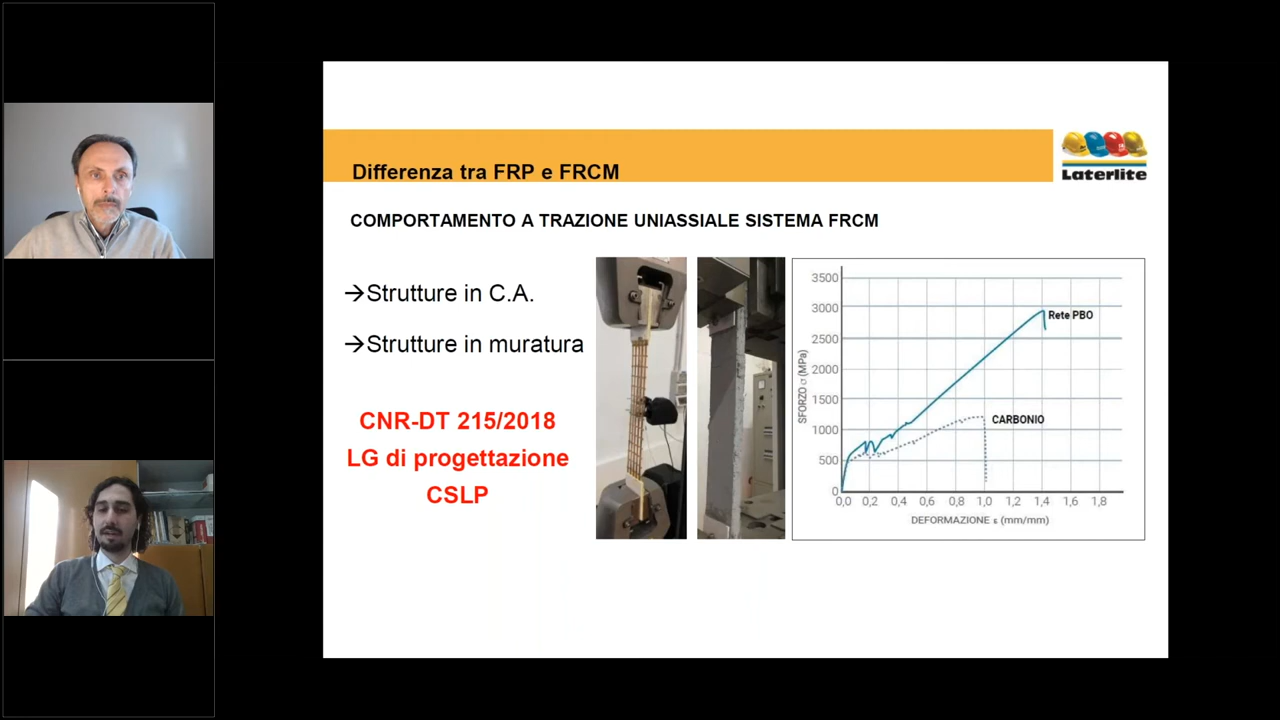 Differenza tra FRP e FRCM
Laterlite
COMPORTAMENTO A TRAZIONE UNIASSIALE SISTEMA FRCM
→Strutture in C.A.
→Strutture in muratura
CNR-DT 215/2018
LG di progettazione
CSLP
SFORZO σ (MPa)
3500
3000
2500
2000
1500
1000
500
0
Rete PBO
CARBONIO
0,0 0,2 0,4 0,6 0,8 1,0 1,2 1,4 1,6 1,8
DEFORMAZIONE ε (mm/mm)